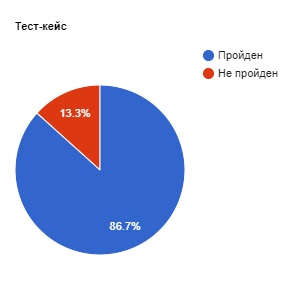 Тест-кейс
Пройден
Не пройден
13.3%
86.7%